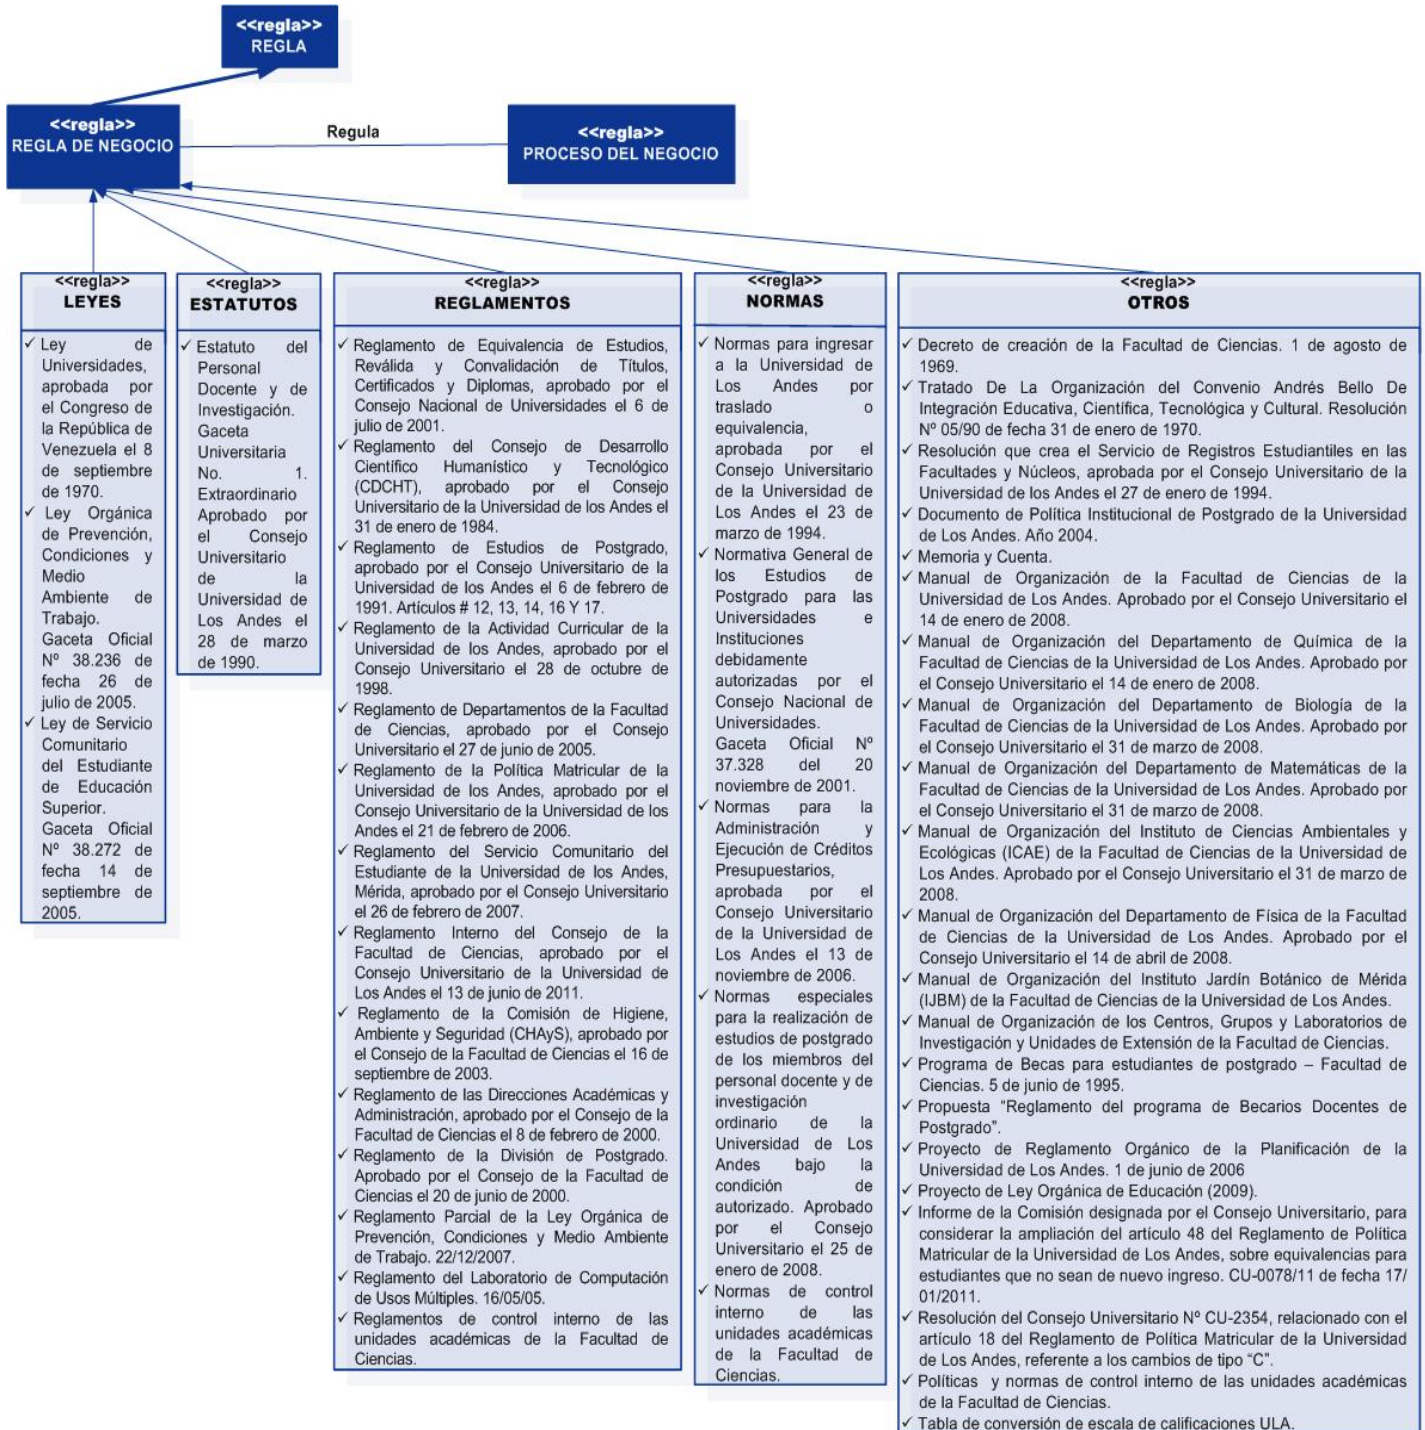 <<regla>>
REGLA
<<regla>>
REGLA DE NEGOCIO
Regula
<<regla>>
PROCESO DEL NEGOCIO
<<regla>>
LEYES
✓ Ley de
Universidades,
aprobada por
el Congreso de
la República de
Venezuela el 8
de septiembre
de 1970.
✓ Ley Orgánica
de Prevención,
Condiciones y
Medio
Ambiente de
Trabajo.
Gaceta Oficial
Nº 38.236 de
fecha 26 de
julio de 2005.
✓ Ley de Servicio
Comunitario
del Estudiante
de Educación
Superior.
Gaceta Oficial
Nº 38.272 de
fecha 14 de
septiembre de
2005.
<<regla>>
ESTATUTOS
✓ Estatuto del
Personal
Docente y de
Investigación.
Gaceta
Universitaria
No. 1.
Extraordinario
Aprobado por
el Consejo
Universitario
de la
Universidad de
Los Andes el
28 de marzo
de 1990.
<<regla>>
REGLAMENTOS
✓ Reglamento de Equivalencia de Estudios,
Reválida y Convalidación de Títulos,
Certificados y Diplomas, aprobado por el
Consejo Nacional de Universidades el 6 de
julio de 2001.
✓ Reglamento del Consejo de Desarrollo
Científico Humanístico y Tecnológico
(CDCHT), aprobado por el Consejo
Universitario de la Universidad de los Andes el
31 de enero de 1984.
✓ Reglamento de Estudios de Postgrado,
aprobado por el Consejo Universitario de la
Universidad de los Andes el 6 de febrero de
1991. Artículos # 12, 13, 14, 16 Y 17.
✓ Reglamento de la Actividad Curricular de la
Universidad de los Andes, aprobado por el
Consejo Universitario el 28 de octubre de
1998.
✓ Reglamento de Departamentos de la Facultad
de Ciencias, aprobado por el Consejo
Universitario el 27 de junio de 2005.
✓ Reglamento de la Política Matricular de la
Universidad de los Andes, aprobado por el
Consejo Universitario de la Universidad de los
Andes el 21 de febrero de 2006.
✓ Reglamento del Servicio Comunitario del
Estudiante de la Universidad de los Andes,
Mérida, aprobado por el Consejo Universitario
el 26 de febrero de 2007.
✓ Reglamento Interno del Consejo de la
Facultad de Ciencias, aprobado por el
Consejo Universitario de la Universidad de
Los Andes el 13 de junio de 2011.
✓ Reglamento de la Comisión de Higiene,
Ambiente y Seguridad (CHAyS), aprobado por
el Consejo de la Facultad de Ciencias el 16 de
septiembre de 2003.
✓ Reglamento de las Direcciones Académicas y
Administración, aprobado por el Consejo de la
Facultad de Ciencias el 8 de febrero de 2000.
✓ Reglamento de la División de Postgrado.
Aprobado por el Consejo de la Facultad de
Ciencias el 20 de junio de 2000.
✓ Reglamento Parcial de la Ley Orgánica de
Prevención, Condiciones y Medio Ambiente
de Trabajo. 22/12/2007.
✓ Reglamento del Laboratorio de Computación
de Usos Múltiples. 16/05/05.
✓ Reglamentos de control interno de las
unidades académicas de la Facultad de
Ciencias.
<<regla>>
NORMAS
✓ Normas para ingresar
a la Universidad de
Los Andes por
traslado o
equivalencia,
aprobada por el
Consejo Universitario
de la Universidad de
Los Andes el 23 de
marzo de 1994.
✓ Normativa General de
los Estudios de
Postgrado para las
Universidades e
Instituciones
debidamente
autorizadas por el
Consejo Nacional de
Universidades.
Gaceta Oficial Nº
37.328 del 20
noviembre de 2001.
✓ Normas para la
Administración y
Ejecución de Créditos
Presupuestarios,
aprobada por el
Consejo Universitario
de la Universidad de
Los Andes el 13 de
noviembre de 2006.
✓ Normas especiales
para la realización de
estudios de postgrado
de los miembros del
personal docente y de
investigación
ordinario de la
Universidad de Los
Andes bajo la
condición de
autorizado. Aprobado
por el Consejo
Universitario el 25 de
enero de 2008.
✓ Normas de control
interno de las
unidades académicas
de la Facultad de
Ciencias.
<<regla>>
OTROS
✓ Decreto de creación de la Facultad de Ciencias. 1 de agosto de
1969.
✓ Tratado De La Organización del Convenio Andrés Bello De
Integración Educativa, Científica, Tecnológica y Cultural. Resolución
Nº 05/90 de fecha 31 de enero de 1970.
✓ Resolución que crea el Servicio de Registros Estudiantiles en las
Facultades y Núcleos, aprobada por el Consejo Universitario de la
Universidad de los Andes el 27 de enero de 1994.
✓ Documento de Política Institucional de Postgrado de la Universidad
de Los Andes. Año 2004.
✓ Memoria y Cuenta.
✓ Manual de Organización de la Facultad de Ciencias de la
Universidad de Los Andes. Aprobado por el Consejo Universitario el
14 de enero de 2008.
✓ Manual de Organización del Departamento de Química de la
Facultad de Ciencias de la Universidad de Los Andes. Aprobado por
el Consejo Universitario el 14 de enero de 2008.
✓ Manual de Organización del Departamento de Biología de la
Facultad de Ciencias de la Universidad de Los Andes. Aprobado por
el Consejo Universitario el 31 de marzo de 2008.
✓ Manual de Organización del Departamento de Matemáticas de la
Facultad de Ciencias de la Universidad de Los Andes. Aprobado por
el Consejo Universitario el 31 de marzo de 2008.
✓ Manual de Organización del Instituto de Ciencias Ambientales y
Ecológicas (ICAE) de la Facultad de Ciencias de la Universidad de
Los Andes. Aprobado por el Consejo Universitario el 31 de marzo de
2008.
✓ Manual de Organización del Departamento de Física de la Facultad
de Ciencias de la Universidad de Los Andes. Aprobado por el
Consejo Universitario el 14 de abril de 2008.
✓ Manual de Organización del Instituto Jardín Botánico de Mérida
(IJBM) de la Facultad de Ciencias de la Universidad de Los Andes.
✓ Manual de Organización de los Centros, Grupos y Laboratorios de
Investigación y Unidades de Extensión de la Facultad de Ciencias.
✓ Programa de Becas para estudiantes de postgrado – Facultad de
Ciencias. 5 de junio de 1995.
✓ Propuesta “Reglamento del programa de Becarios Docentes de
Postgrado”.
✓ Proyecto de Reglamento Orgánico de la Planificación de la
Universidad de Los Andes. 1 de junio de 2006
✓ Proyecto de Ley Orgánica de Educación (2009).
✓ Informe de la Comisión designada por el Consejo Universitario, para
considerar la ampliación del artículo 48 del Reglamento de Política
Matricular de la Universidad de Los Andes, sobre equivalencias para
estudiantes que no sean de nuevo ingreso. CU-0078/11 de fecha 17/
01/2011.
✓ Resolución del Consejo Universitario Nº CU-2354, relacionado con el
artículo 18 del Reglamento de Política Matricular de la Universidad
de Los Andes, referente a los cambios de tipo “C”.
✓ Políticas y normas de control interno de las unidades académicas
de la Facultad de Ciencias.
✓ Tabla de conversión de escala de calificaciones ULA.